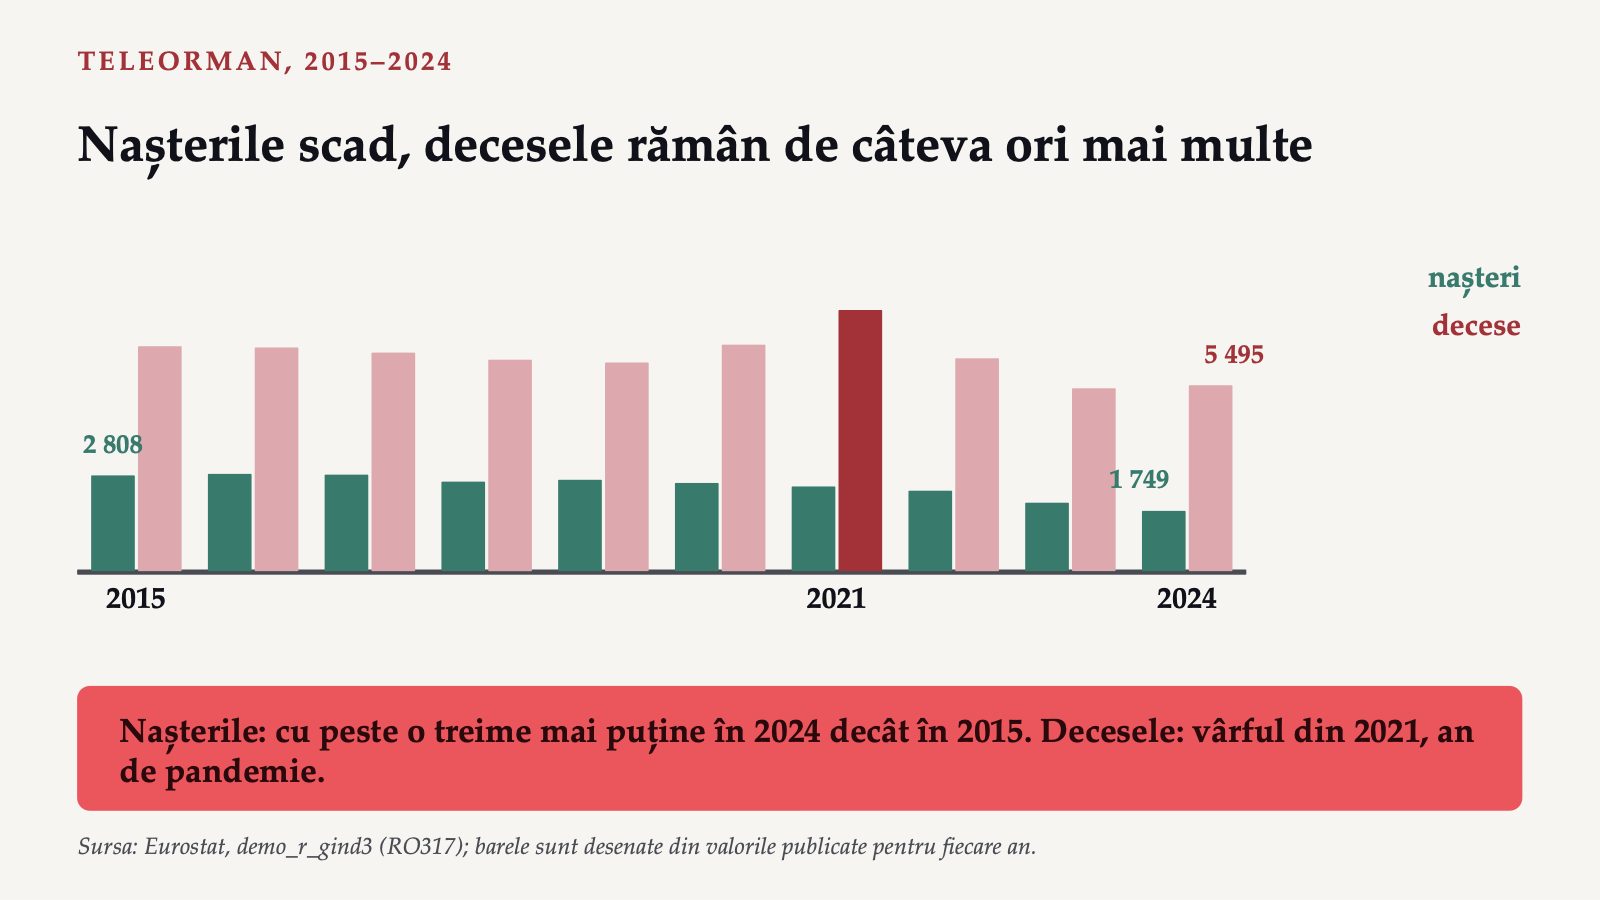 TELEORMAN, 2015–2024
Nașterile scad, decesele rămân de câteva ori mai multe
nașteri
decese
5 495
2 808
1 749
2015
2021
2024
Nașterile: cu peste o treime mai puține în 2024 decât în 2015. Decesele: vârful din 2021, an
de pandemie.
Sursa: Eurostat, demo_r_gind3 (RO317); barele sunt desenate din valorile publicate pentru fiecare an.